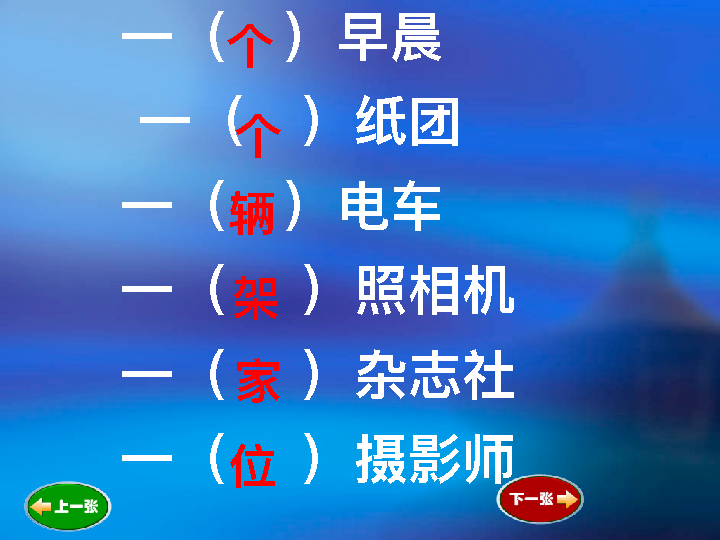 一（个）早晨
一（个）纸团
一（辆）电车
一（架）照相机
一（家）杂志社
一（位）摄影师
上一张
下一张